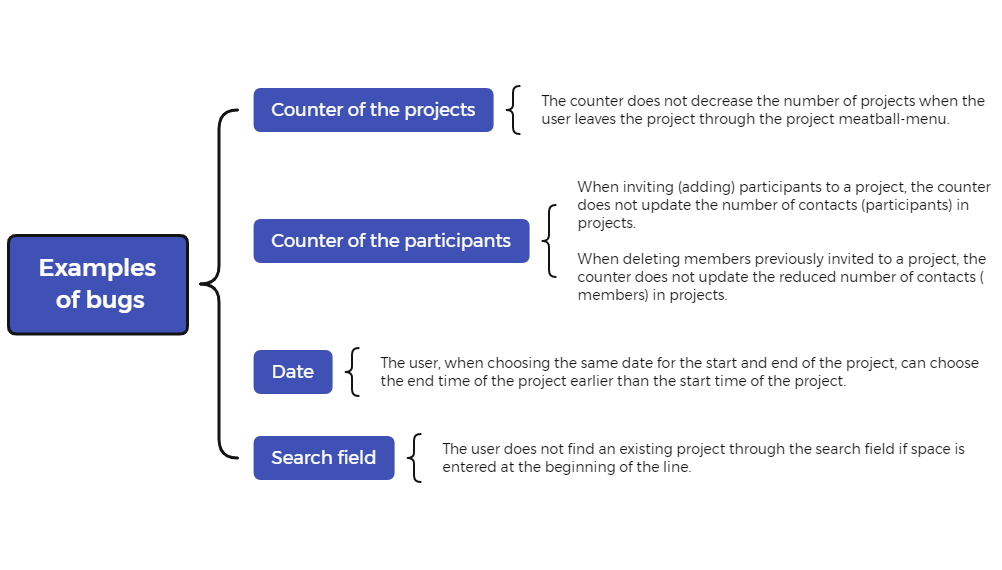 Examples
of bugs
Counter of the projects
The counter does not decrease the number of projects when the
user leaves the project through the project meatball-menu.
Counter of the participants
When inviting (adding) participants to a project, the counter
does not update the number of contacts (participants) in
projects.
When deleting members previously invited to a project, the
counter does not update the reduced number of contacts (
members) in projects.
Date
The user, when choosing the same date for the start and end of the project, can choose
the end time of the project earlier than the start time of the project.
Search field
The user does not find an existing project through the search field if space is
entered at the beginning of the line.